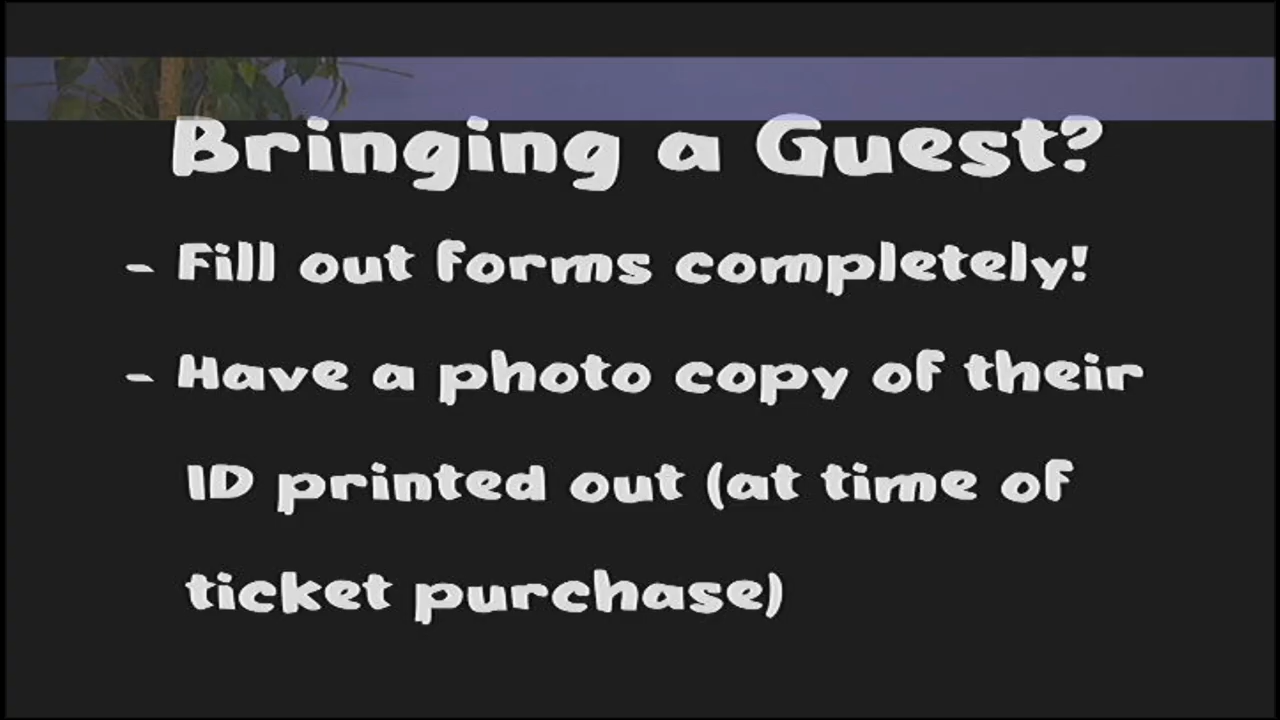 Bringing a Guest?
- Fill out forms completely!
- Have a photo copy of their
ID printed out (at time of
ticket purchase)